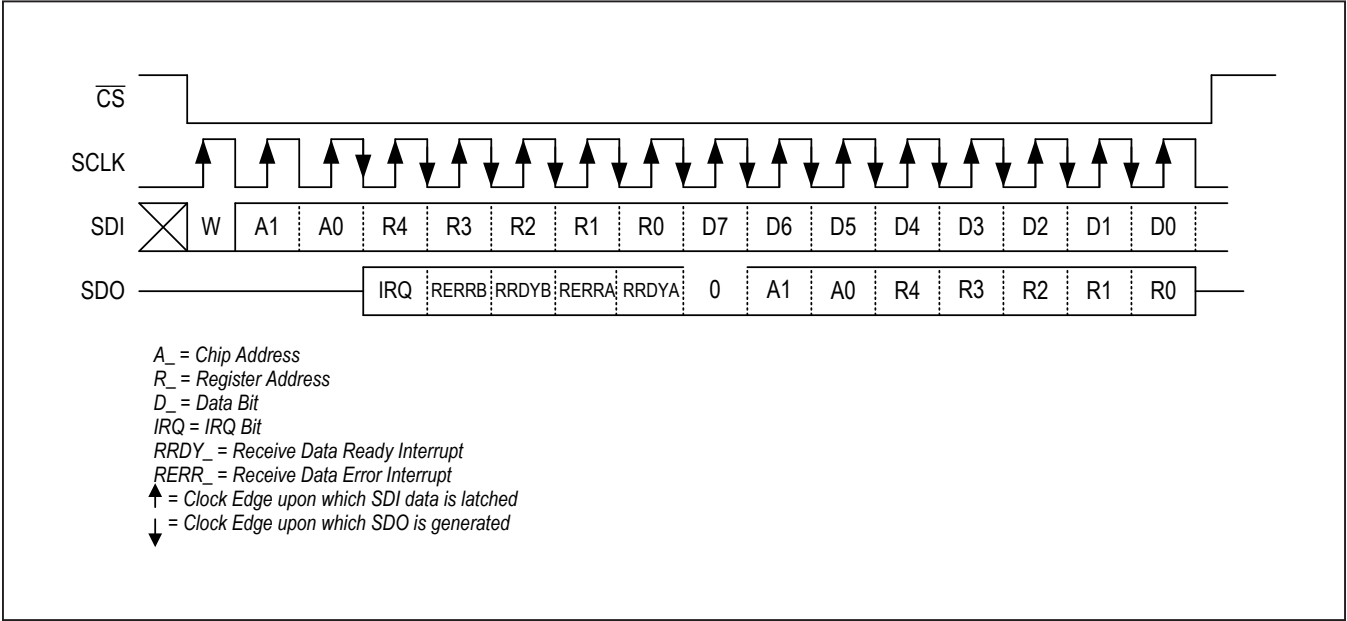 CS
SCLK
SDI W A1 A0 R4 R3 R2 R1 R0 D7 D6 D5 D4 D3 D2 D1 D0
SDO IRQ RERRB RRDYB RERRA RRDYA 0 A1 A0 R4 R3 R2 R1 R0
A_ = Chip Address
R_ = Register Address
D_ = Data Bit
IRQ = IRQ Bit
RRDY_ = Receive Data Ready Interrupt
RERR_ = Receive Data Error Interrupt
= Clock Edge upon which SDI data is latched
= Clock Edge upon which SDO is generated